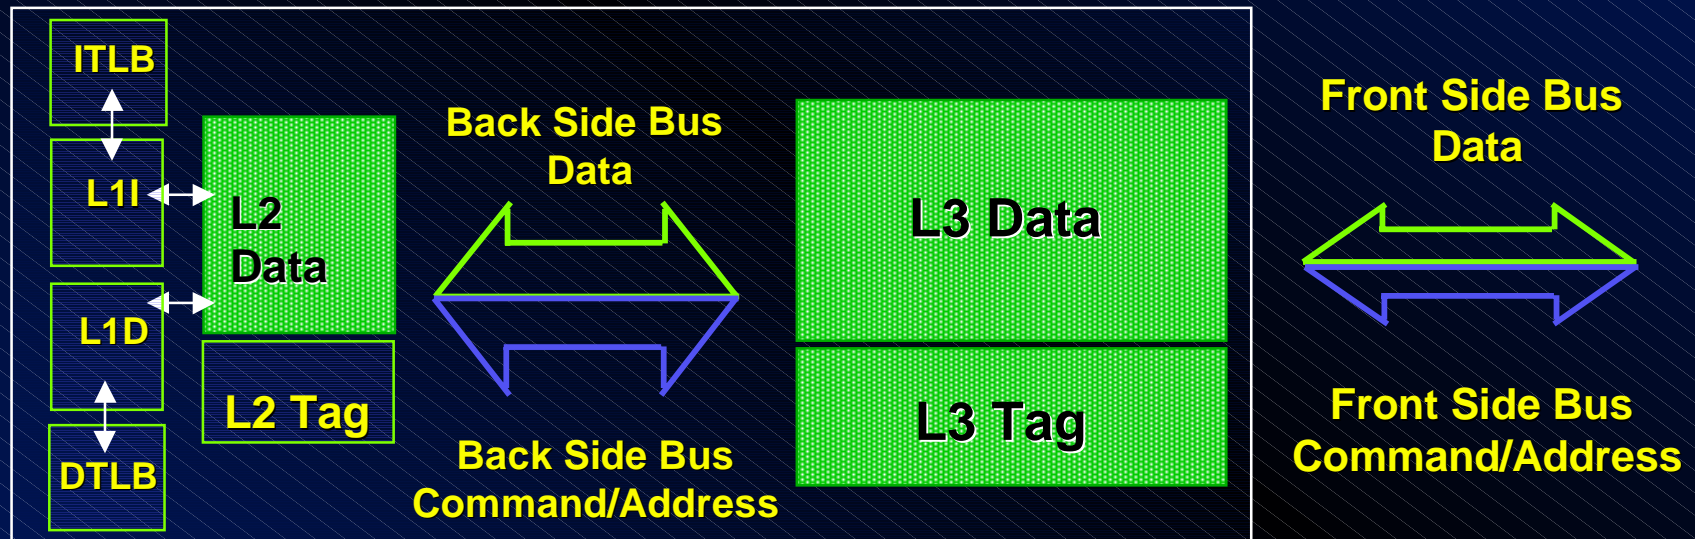 ITLB
L1I
L1D
DTLB
L2
Data
L2 Tag
Back Side Bus
Data
Back Side Bus
Command/Address
L3 Data
L3 Tag
Front Side Bus
Data
Front Side Bus
Command/Address